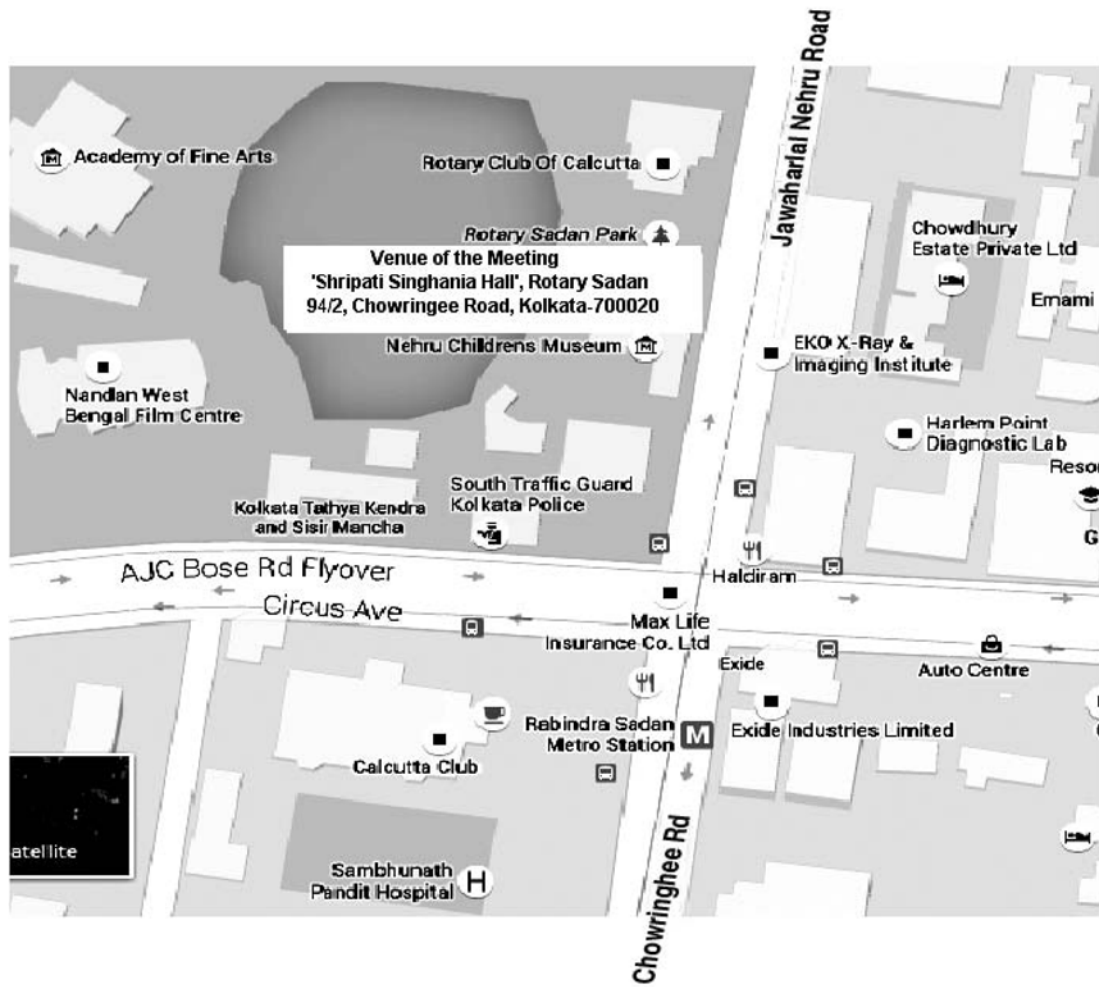 Jawaharlal Nehru Road
Academy of Fine Arts
Rotary Club Of Calcutta
Rotary Sadan Park
Chowdhury
Estate Private Ltd
Venue of the Meeting
'Shripati Singhania Hall', Rotary Sadan
94/2, Chowringee Road, Kolkata-700020
Emami
Nehru Childrens Museum
EKO X-Ray &
Imaging Institute
Nandan West
Bengal Film Centre
Harlem Point
Diagnostic Lab
Resor
South Traffic Guard
Kolkata Police
Kolkata Tathya Kendra
and Sisir Mancha
G
AJC Bose Rd Flyover
Haldiram
Circus Ave
Max Life
Insurance Co. Ltd
Exide
Auto Centre
Rabindra Sadan
Metro Station
M
Exide Industries Limited
Calcutta Club
atellite
Sambhunath
Pandit Hospital
H
Chowringhee Rd